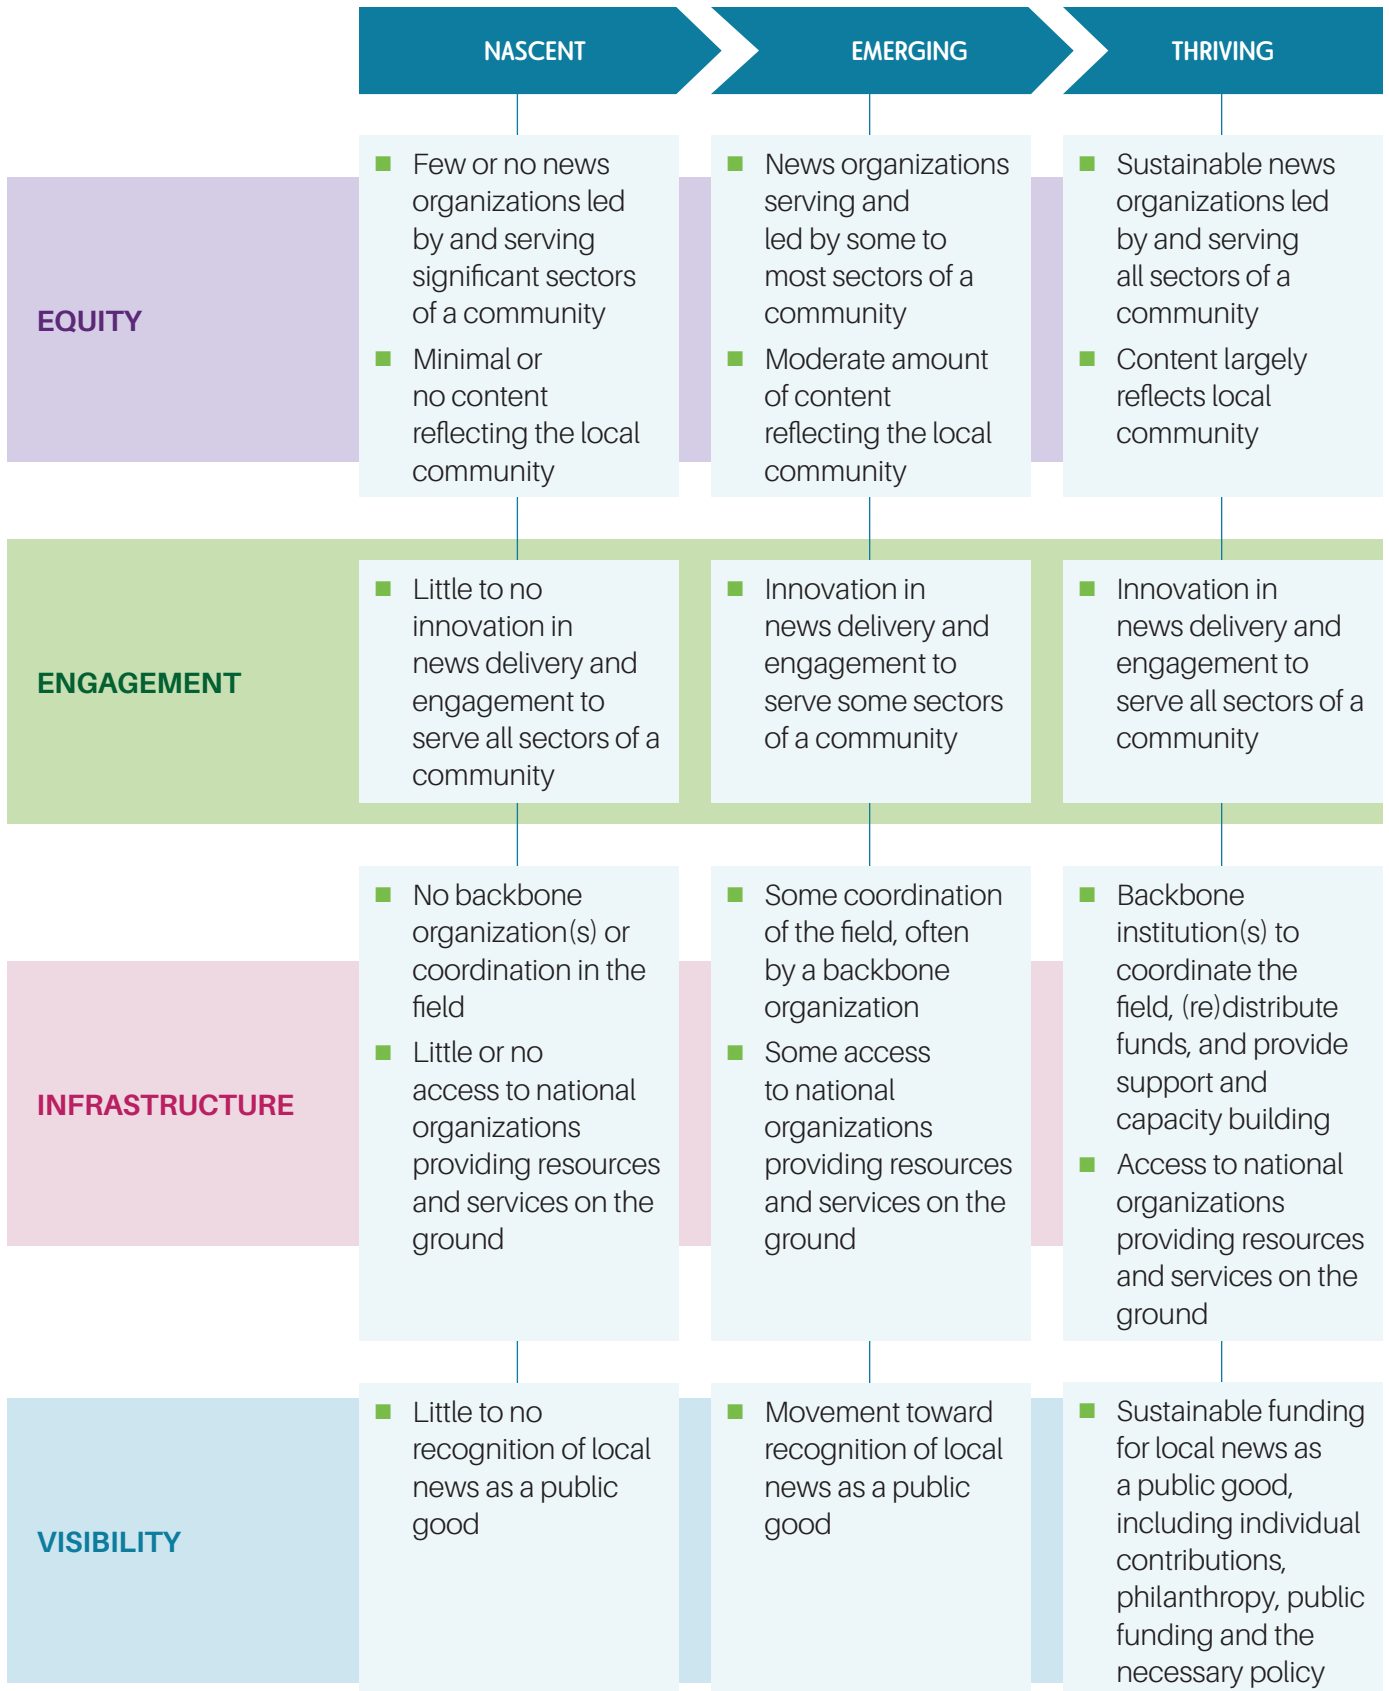 NASCENT
EMERGING
THRIVING
EQUITY
Few or no news
organizations led
by and serving
significant sectors
of a community
Minimal or
no content
reflecting the local
community
News organizations
serving and
led by some to
most sectors of a
community
Moderate amount
of content
reflecting the local
community
Sustainable news
organizations led
by and serving
all sectors of a
community
Content largely
reflects local
community
ENGAGEMENT
Little to no
innovation in
news delivery and
engagement to
serve all sectors of a
community
Innovation in
news delivery and
engagement to
serve some sectors
of a community
Innovation in
news delivery and
engagement to
serve all sectors of a
community
INFRASTRUCTURE
No backbone
organization(s) or
coordination in the
field
Little or no
access to national
organizations
providing resources
and services on the
ground
Some coordination
of the field, often
by a backbone
organization
Some access
to national
organizations
providing resources
and services on the
ground
Backbone
institution(s) to
coordinate the
field, (re)distribute
funds, and provide
support and
capacity building
Access to national
organizations
providing resources
and services on the
ground
VISIBILITY
Little to no
recognition of local
news as a public
good
Movement toward
recognition of local
news as a public
good
Sustainable funding
for local news as
a public good,
including individual
contributions,
philanthropy, public
funding and the
necessary policy